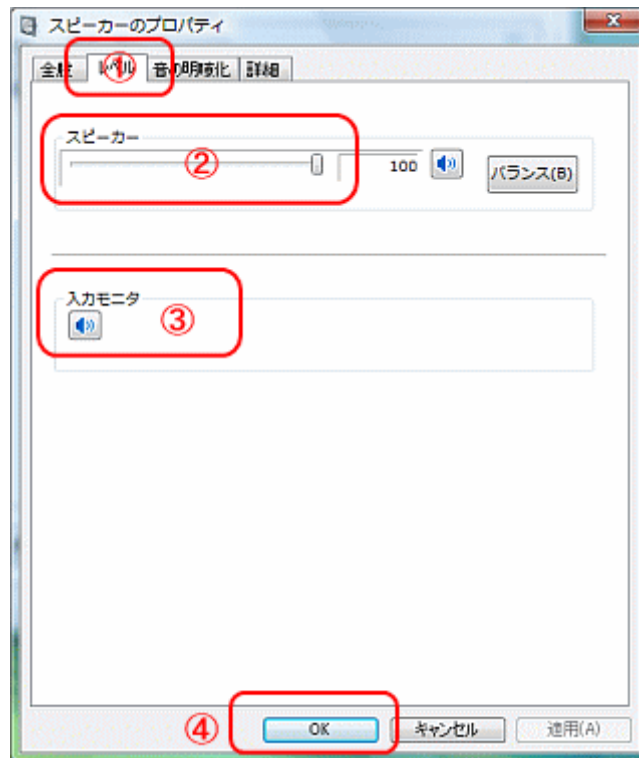 スピーカーのプロパティ
全般 レベル 音の明瞭化 詳細
①
スピーカー
② 100 バランス(B)
入力モニタ
③
④ OK キャンセル 適用(A)